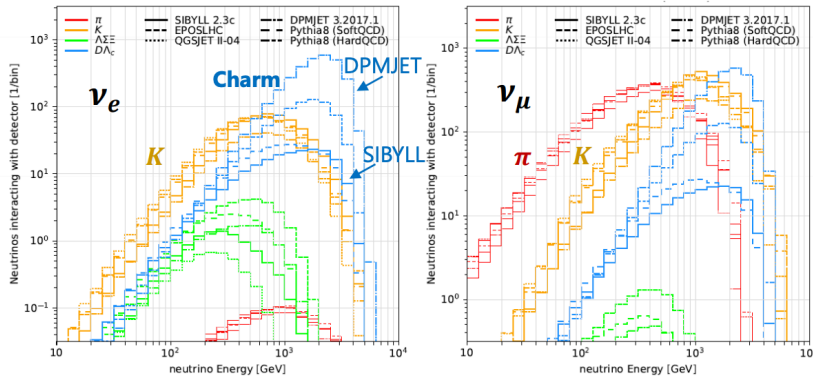 π
K
ΛΣΞ
DΛc
SIBYLL 2.3c
EPOSLHC
QGSJET II-04
DPMJET 3.2017.1
Pythia8 (SoftQCD)
Pythia8 (HardQCD)
νe
Charm
DPMJET
K
SIBYLL
10³
10²
10¹
10⁰
10⁻¹
10
10²
10³
10⁴
Neutrinos interacting with detector [1/bin]
neutrino Energy [GeV]
π
K
ΛΣΞ
DΛc
SIBYLL 2.3c
EPOSLHC
QGSJET II-04
DPMJET 3.2017.1
Pythia8 (SoftQCD)
Pythia8 (HardQCD)
νμ
π
K
10³
10²
10¹
10⁰
10
10²
10³
10⁴
Neutrinos interacting with detector [1/bin]
neutrino Energy [GeV]